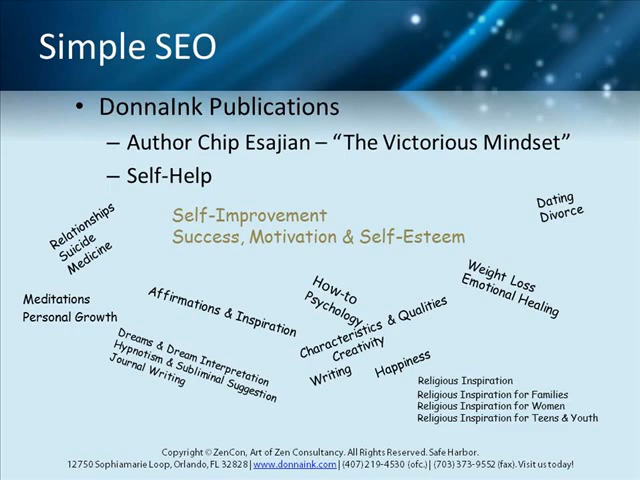 Simple SEO
• DonnaInk Publications
– Author Chip Esajian – “The Victorious Mindset”
– Self-Help
Relationships
Suicide
Medicine
Self-Improvement
Success, Motivation & Self-Esteem
Dating
Divorce
Meditations
Personal Growth
Affirmations & Inspiration
How-to
Psychology
Weight Loss
Emotional Healing
Dreams & Dream Interpretation
Hypnotism & Subliminal Suggestion
Journal Writing
Characteristics & Qualities
Creativity
Writing
Happiness
Religious Inspiration
Religious Inspiration for Families
Religious Inspiration for Women
Religious Inspiration for Teens & Youth
Copyright © ZenCon, Art of Zen Consultancy. All Rights Reserved. Safe Harbor.
12750 Sophiamarie Loop, Orlando, FL 32828 | www.donnaink.com | (407) 219-4530 (ofc.) | (703) 373-9552 (fax). Visit us today!